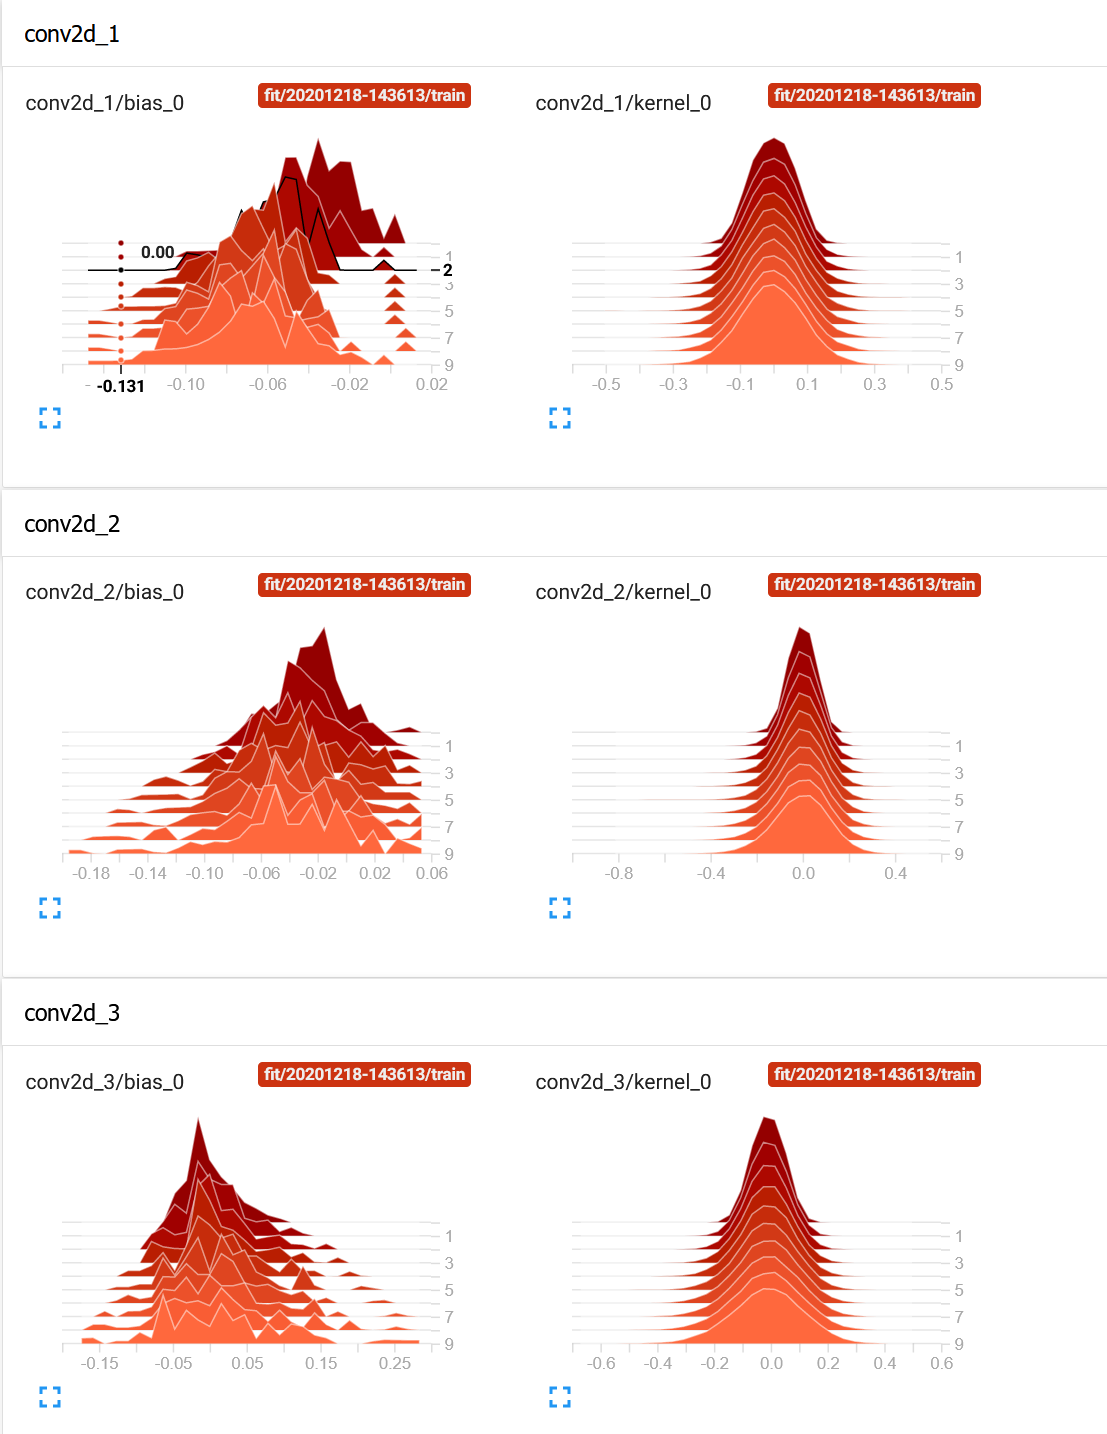 conv2d_1
conv2d_1/bias_0
fit/20201218-143613/train
0.00
1
2
3
5
7
9
- -0.131 -0.10 -0.06 -0.02 0.02
conv2d_1/kernel_0
fit/20201218-143613/train
1
3
5
7
9
-0.5 -0.3 -0.1 0.1 0.3 0.5
conv2d_2
conv2d_2/bias_0
fit/20201218-143613/train
1
3
5
7
9
-0.18 -0.14 -0.10 -0.06 -0.02 0.02 0.06
conv2d_2/kernel_0
fit/20201218-143613/train
1
3
5
7
9
-0.8 -0.4 0.0 0.4
conv2d_3
conv2d_3/bias_0
fit/20201218-143613/train
1
3
5
7
9
-0.15 -0.05 0.05 0.15 0.25
conv2d_3/kernel_0
fit/20201218-143613/train
1
3
5
7
9
-0.6 -0.4 -0.2 0.0 0.2 0.4 0.6